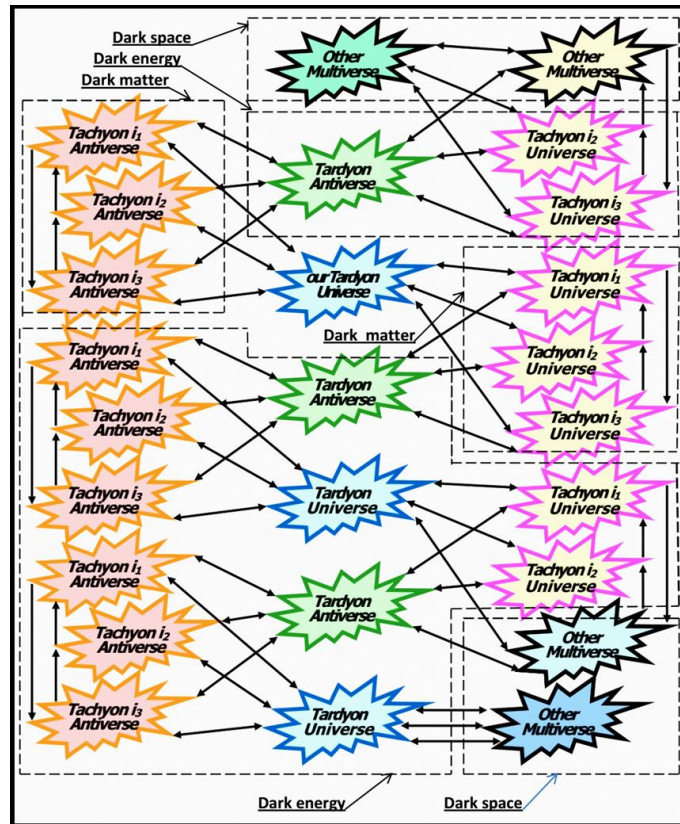 Dark space
Dark energy
Dark matter
Other
Multiverse
Other
Multiverse
Tachyon i1
Antiverse
Tachyon i2
Universe
Tardyon
Antiverse
Tachyon i2
Antiverse
Tachyon i3
Universe
Tachyon i3
Antiverse
our Tardyon
Universe
Tachyon i1
Universe
Dark matter
Tachyon i1
Antiverse
Tachyon i2
Universe
Tardyon
Antiverse
Tachyon i2
Antiverse
Tachyon i3
Universe
Tachyon i3
Antiverse
Tardyon
Universe
Tachyon i1
Universe
Tachyon i1
Antiverse
Tachyon i2
Universe
Tardyon
Antiverse
Tachyon i2
Antiverse
Other
Multiverse
Tachyon i3
Antiverse
Tardyon
Universe
Other
Multiverse
Dark energy
Dark space